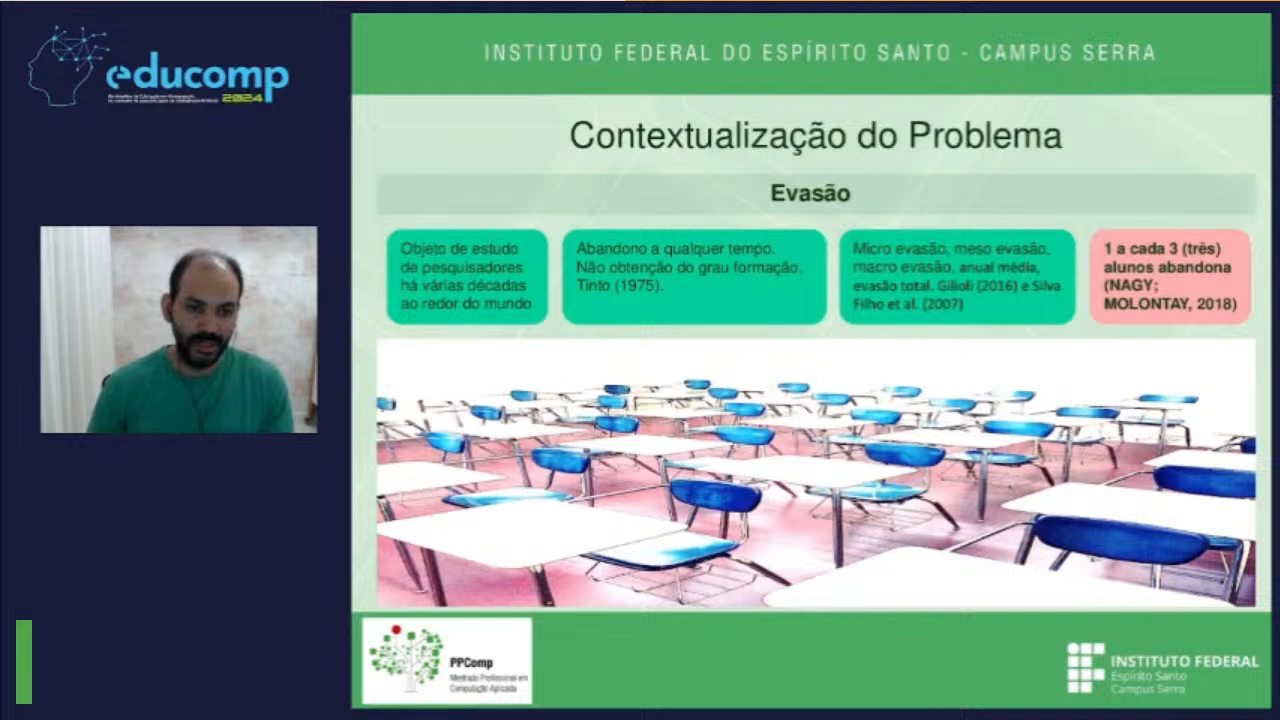 educomp
2024
INSTITUTO FEDERAL DO ESPÍRITO SANTO - CAMPUS SERRA
Contextualização do Problema
Evasão
Objeto de estudo
de pesquisadores
há várias décadas
ao redor do mundo
Abandono a qualquer tempo.
Não obtenção do grau formação.
Tinto (1975).
Micro evasão, meso evasão,
macro evasão, anual média,
evasão total. Gilioli (2016) e Silva
Filho et al. (2007)
1 a cada 3 (três)
alunos abandona
(NAGY;
MOLONTAY, 2018)
PPComp
Mestrado Profissional em
Computação Aplicada
INSTITUTO FEDERAL
Espírito Santo
Campus Serra